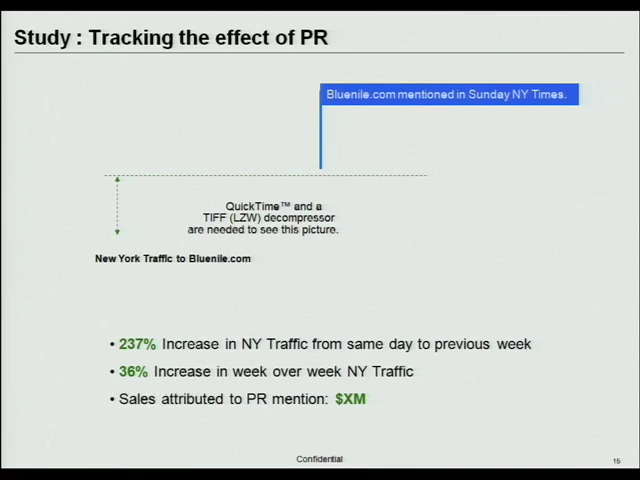 Study : Tracking the effect of PR
Bluenile.com mentioned in Sunday NY Times.
QuickTime™ and a
TIFF (LZW) decompressor
are needed to see this picture.
New York Traffic to Bluenile.com
• 237% Increase in NY Traffic from same day to previous week
• 36% Increase in week over week NY Traffic
• Sales attributed to PR mention: $XM
Confidential
15